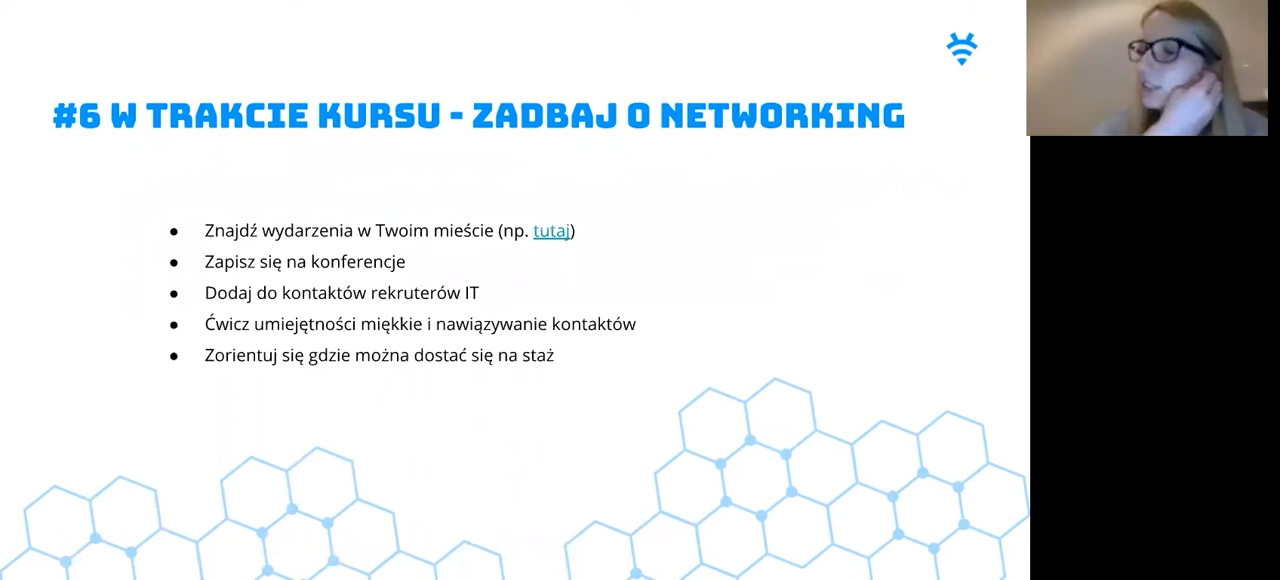 #6 W TRAKCIE KURSU - ZADBAJ O NETWORKING
● Znajdź wydarzenia w Twoim mieście (np. tutaj)
● Zapisz się na konferencje
● Dodaj do kontaktów rekruterów IT
● Ćwicz umiejętności miękkie i nawiązywanie kontaktów
● Zorientuj się gdzie można dostać się na staż